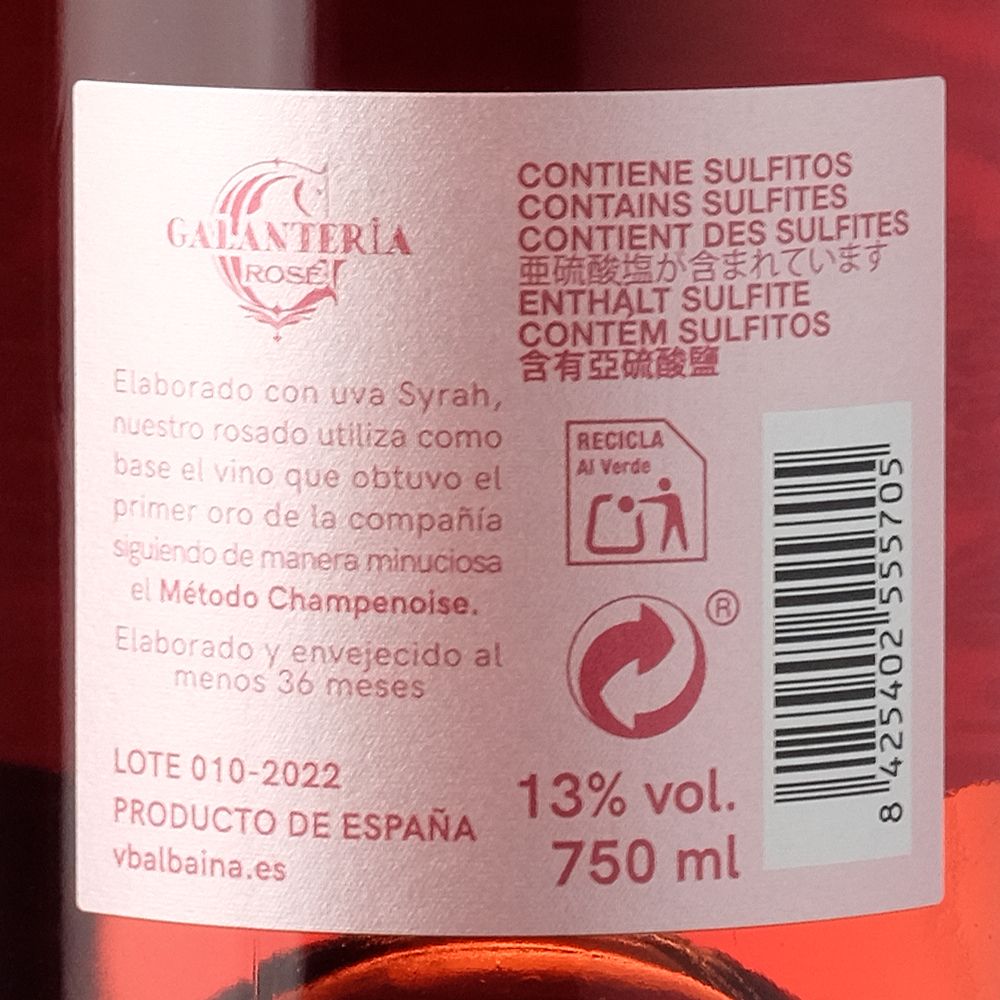 GALANTERÍA
ROSÉ
Elaborado con uva Syrah,
nuestro rosado utiliza como
base el vino que obtuvo el
primer oro de la compañía
siguiendo de manera minuciosa
el Método Champenoise.
Elaborado y envejecido al
menos 36 meses
LOTE 010-2022
PRODUCTO DE ESPAÑA
vbalbaina.es
CONTIENE SULFITOS
CONTAINS SULFITES
CONTIENT DES SULFITES
亜硫酸塩が含まれています
ENTHÄLT SULFITE
CONTÉM SULFITOS
含有亞硫酸鹽
RECICLA
Al Verde
®
13% vol.
750 ml
8 425402 555705